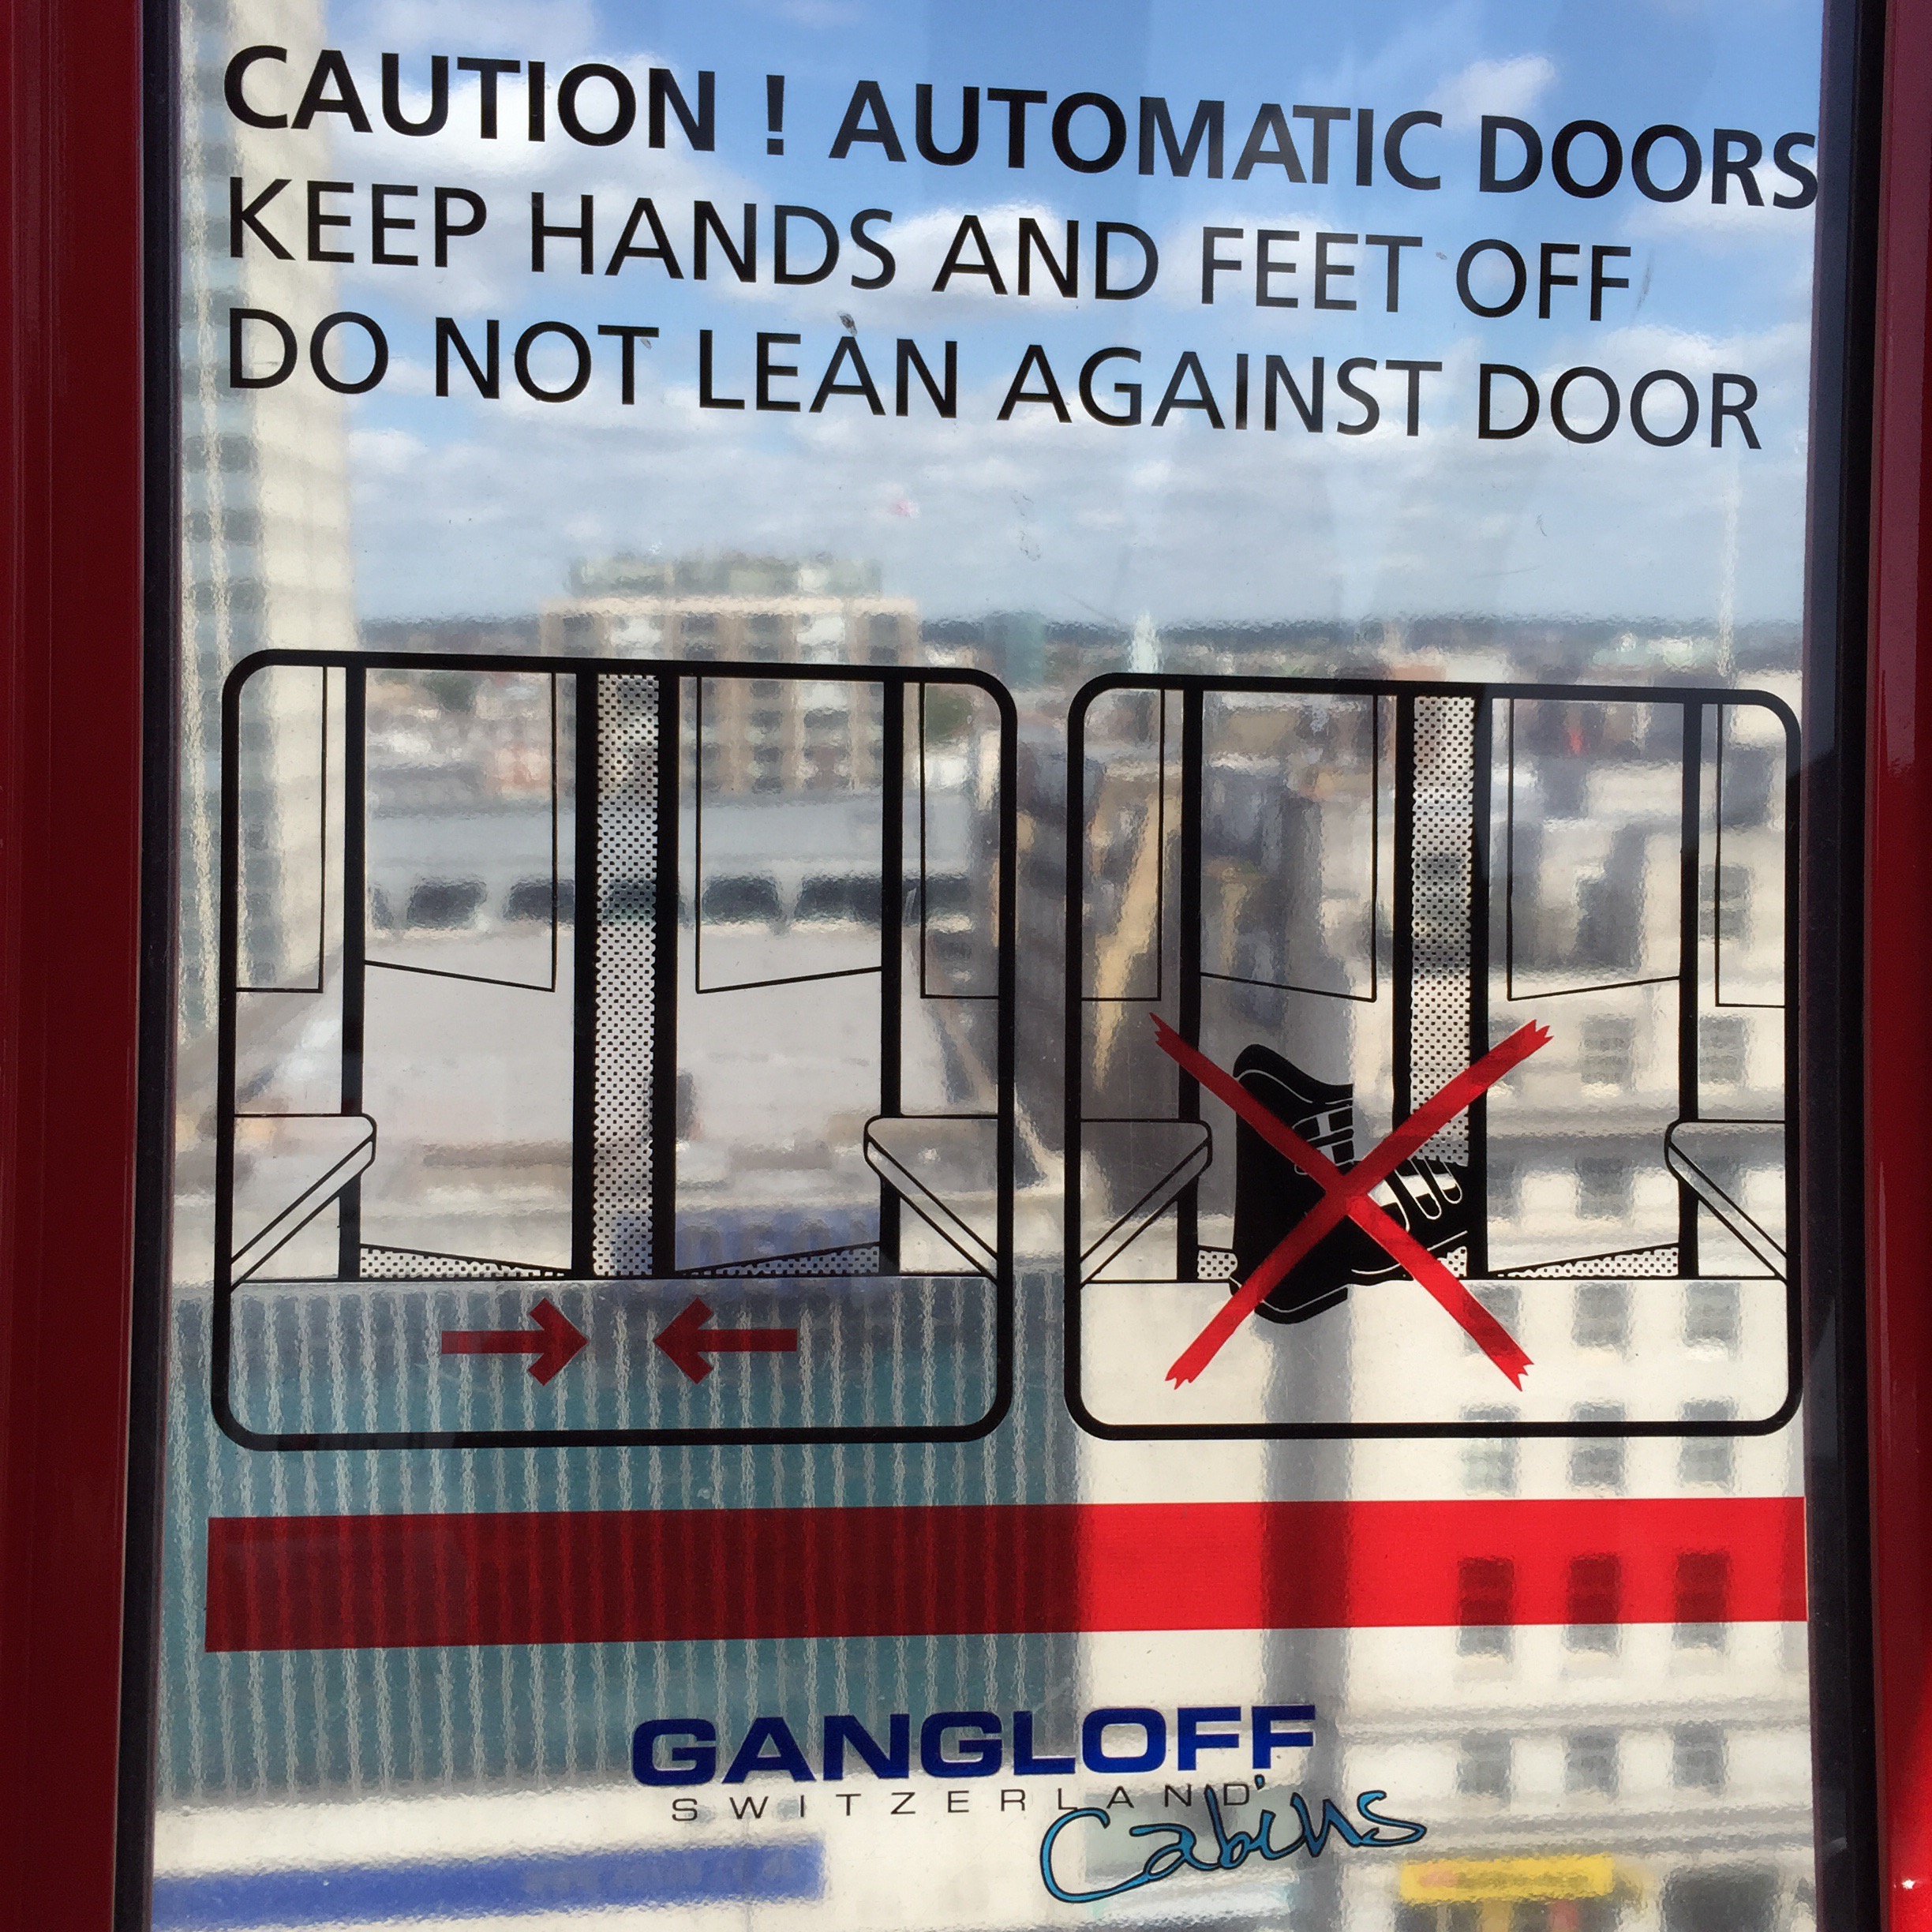 CAUTION ! AUTOMATIC DOORS
KEEP HANDS AND FEET OFF
DO NOT LEAN AGAINST DOOR
GANGLOFF
SWITZERLAND
Cabins